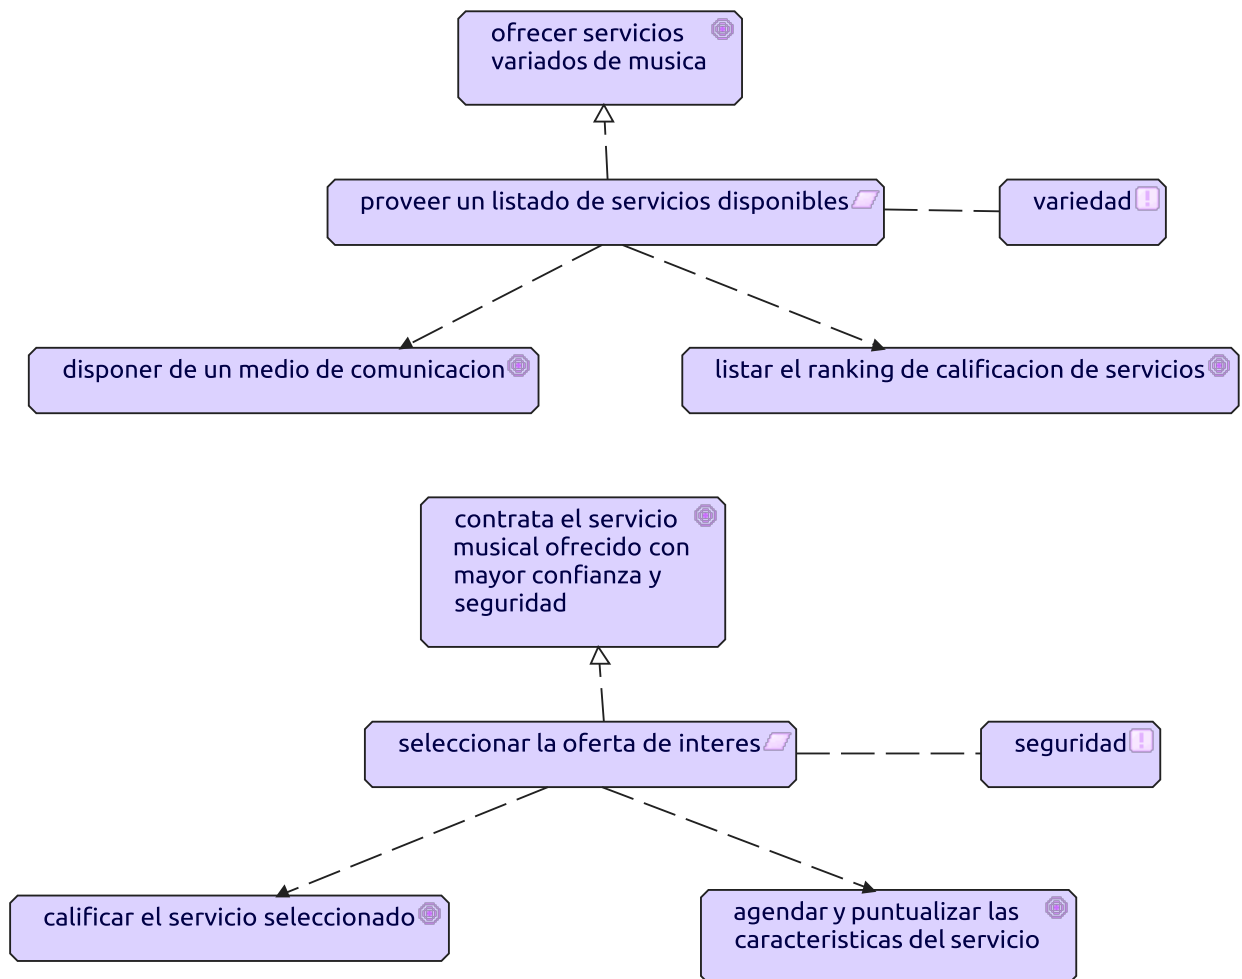 ofrecer servicios
variados de musica
proveer un listado de servicios disponibles
variedad
disponer de un medio de comunicacion
listar el ranking de calificacion de servicios
contrata el servicio
musical ofrecido con
mayor confianza y
seguridad
seleccionar la oferta de interes
seguridad
calificar el servicio seleccionado
agendar y puntualizar las
caracteristicas del servicio